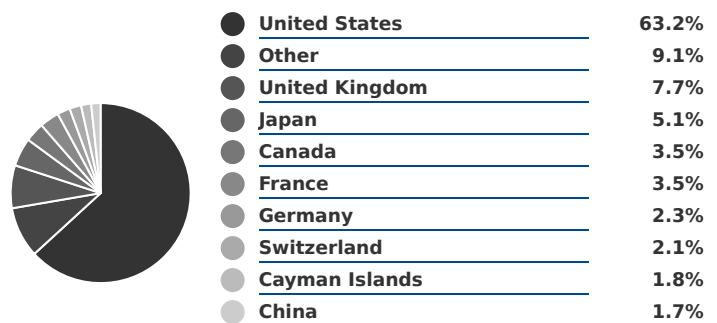 United States 63.2%
Other 9.1%
United Kingdom 7.7%
Japan 5.1%
Canada 3.5%
France 3.5%
Germany 2.3%
Switzerland 2.1%
Cayman Islands 1.8%
China 1.7%